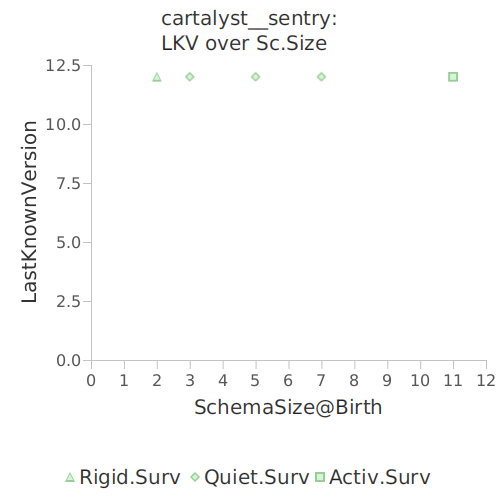 cartalyst__sentry:
LKV over Sc.Size
12.5
10.0
7.5
5.0
2.5
0.0
LastKnownVersion
0 1 2 3 4 5 6 7 8 9 10 11 12
SchemaSize@Birth
Rigid.Surv Quiet.Surv Activ.Surv